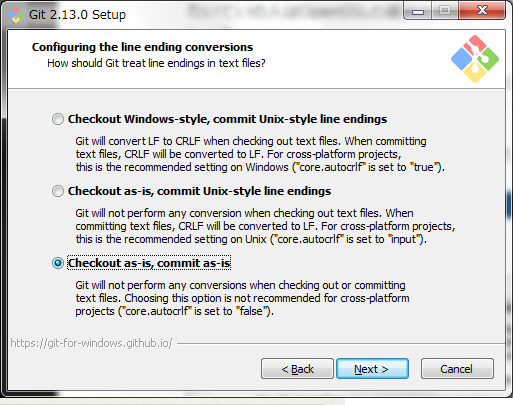 Git 2.13.0 Setup
Configuring the line ending conversions
How should Git treat line endings in text files?
Checkout Windows-style, commit Unix-style line endings
Git will convert LF to CRLF when checking out text files. When committing
text files, CRLF will be converted to LF. For cross-platform projects,
this is the recommended setting on Windows ("core.autocrlf" is set to "true").
Checkout as-is, commit Unix-style line endings
Git will not perform any conversion when checking out text files. When
committing text files, CRLF will be converted to LF. For cross-platform projects,
this is the recommended setting on Unix ("core.autocrlf" is set to "input").
Checkout as-is, commit as-is
Git will not perform any conversions when checking out or committing
text files. Choosing this option is not recommended for cross-platform
projects ("core.autocrlf" is set to "false").
https://git-for-windows.github.io/
< Back
Next >
Cancel